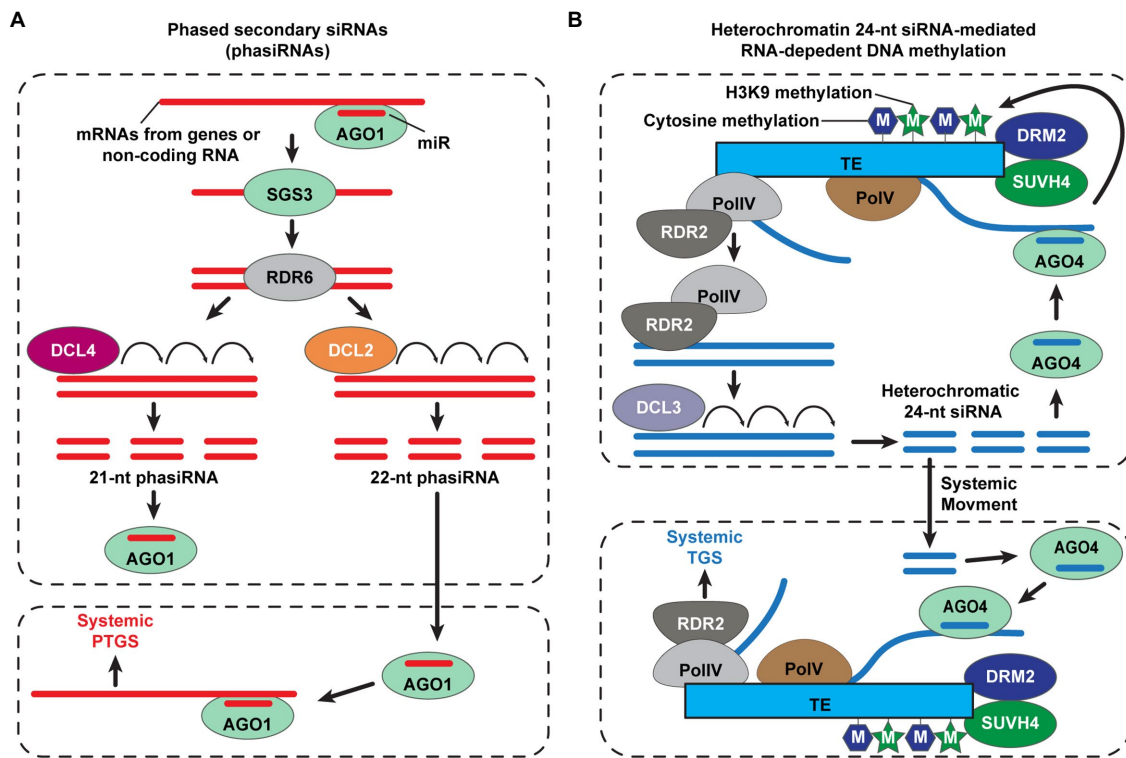 A
Phased secondary siRNAs
(phasiRNAs)
mRNAs from genes or
non-coding RNA
AGO1
miR
SGS3
RDR6
DCL4
DCL2
21-nt phasiRNA
22-nt phasiRNA
AGO1
Systemic
PTGS
AGO1
AGO1
B
Heterochromatin 24-nt siRNA-mediated
RNA-depedent DNA methylation
H3K9 methylation
Cytosine methylation
M M M M
DRM2
TE
SUVH4
PolIV
PolV
RDR2
AGO4
PolIV
RDR2
AGO4
DCL3
Heterochromatic
24-nt siRNA
Systemic
Movment
Systemic
TGS
AGO4
AGO4
RDR2
PolIV
PolV
DRM2
TE
SUVH4
M M M M